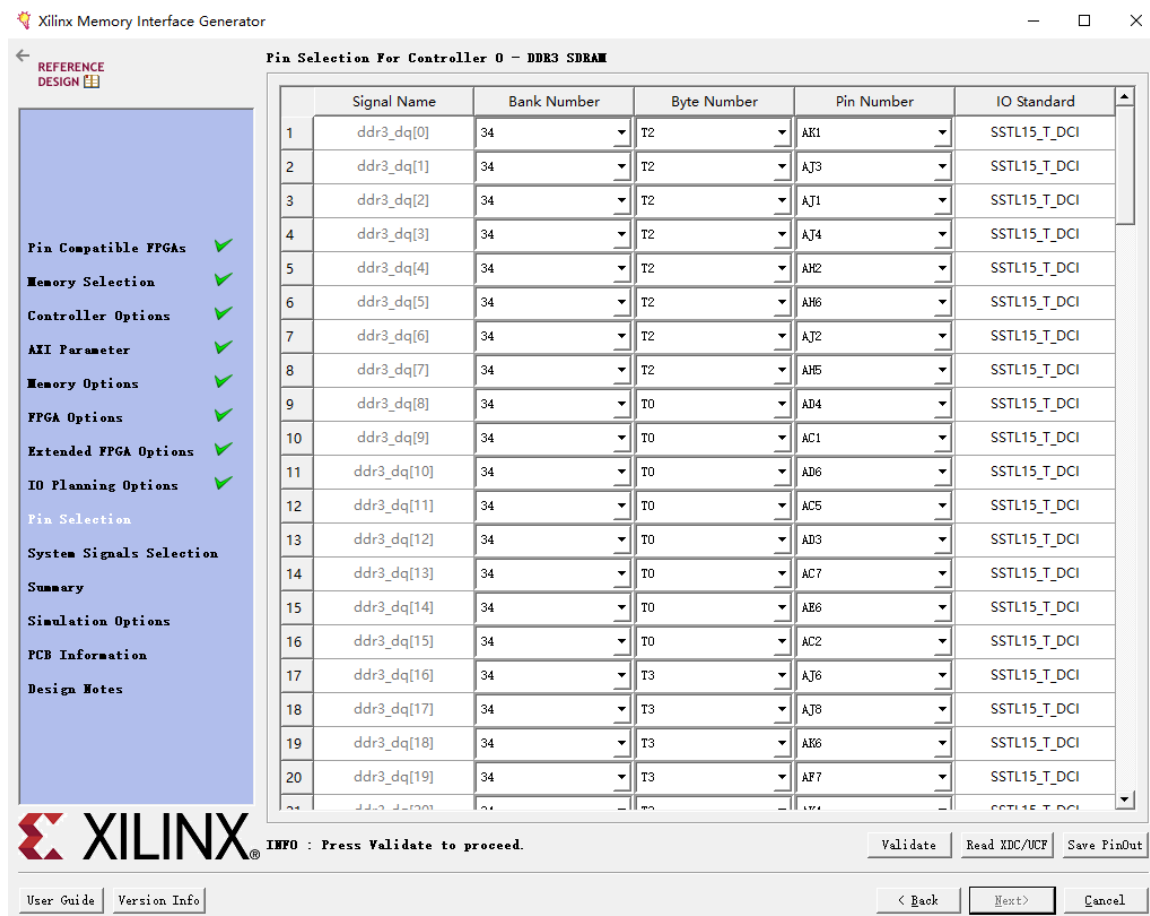 Xilinx Memory Interface Generator
REFERENCE
DESIGN
Pin Selection For Controller 0 - DDR3 SDRAM
Signal Name Bank Number Byte Number Pin Number IO Standard
1 ddr3_dq[0] 34 T2 AK1 SSTL15_T_DCI
2 ddr3_dq[1] 34 T2 AJ3 SSTL15_T_DCI
3 ddr3_dq[2] 34 T2 AJ1 SSTL15_T_DCI
4 ddr3_dq[3] 34 T2 AJ4 SSTL15_T_DCI
5 ddr3_dq[4] 34 T2 AH2 SSTL15_T_DCI
6 ddr3_dq[5] 34 T2 AH6 SSTL15_T_DCI
7 ddr3_dq[6] 34 T2 AJ2 SSTL15_T_DCI
8 ddr3_dq[7] 34 T2 AH5 SSTL15_T_DCI
9 ddr3_dq[8] 34 T0 AD4 SSTL15_T_DCI
10 ddr3_dq[9] 34 T0 AC1 SSTL15_T_DCI
11 ddr3_dq[10] 34 T0 AD6 SSTL15_T_DCI
12 ddr3_dq[11] 34 T0 AC5 SSTL15_T_DCI
13 ddr3_dq[12] 34 T0 AD3 SSTL15_T_DCI
14 ddr3_dq[13] 34 T0 AC7 SSTL15_T_DCI
15 ddr3_dq[14] 34 T0 AE6 SSTL15_T_DCI
16 ddr3_dq[15] 34 T0 AC2 SSTL15_T_DCI
17 ddr3_dq[16] 34 T3 AJ6 SSTL15_T_DCI
18 ddr3_dq[17] 34 T3 AJ8 SSTL15_T_DCI
19 ddr3_dq[18] 34 T3 AK6 SSTL15_T_DCI
20 ddr3_dq[19] 34 T3 AF7 SSTL15_T_DCI
Pin Compatible FPGAs
Memory Selection
Controller Options
AXI Parameter
Memory Options
FPGA Options
Extended FPGA Options
IO Planning Options
Pin Selection
System Signals Selection
Summary
Simulation Options
PCB Information
Design Notes
XILINX®
INFO : Press Validate to proceed.
Validate Read XDC/UCF Save PinOut
User Guide Version Info < Back Next> Cancel